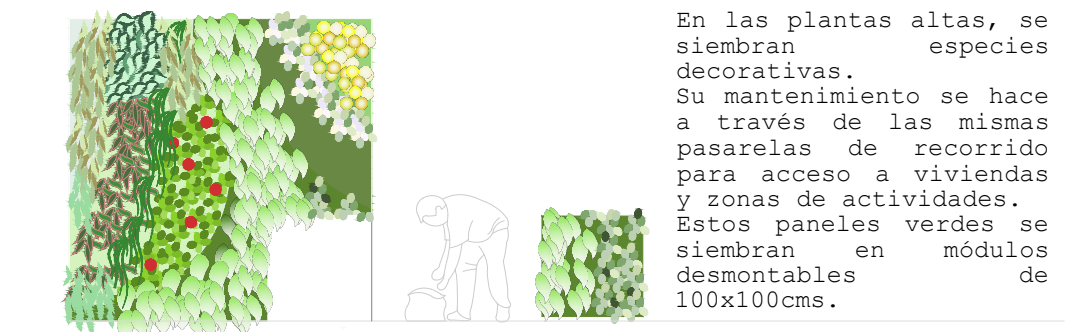 En las plantas altas, se
siembran especies
decorativas.
Su mantenimiento se hace
a través de las mismas
pasarelas de recorrido
para acceso a viviendas
y zonas de actividades.
Estos paneles verdes se
siembran en módulos
desmontables de
100x100cms.